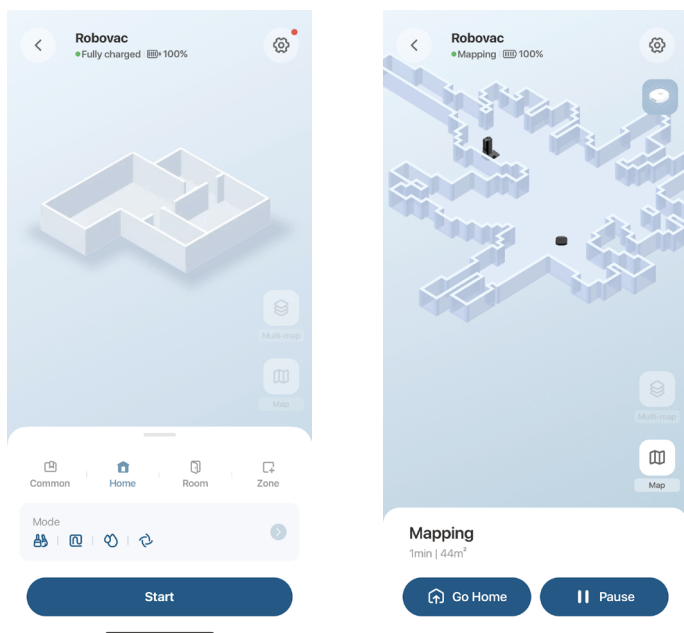 Robovac
Fully charged 100%
Multi-map
Map
Common
Home
Room
Zone
Mode
Start
Robovac
Mapping 100%
Multi-map
Map
Mapping
1min | 44m²
Go Home
Pause